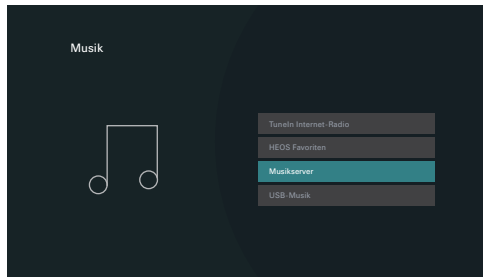 Musik
TuneIn Internet-Radio
HEOS Favoriten
Musikserver
USB-Musik